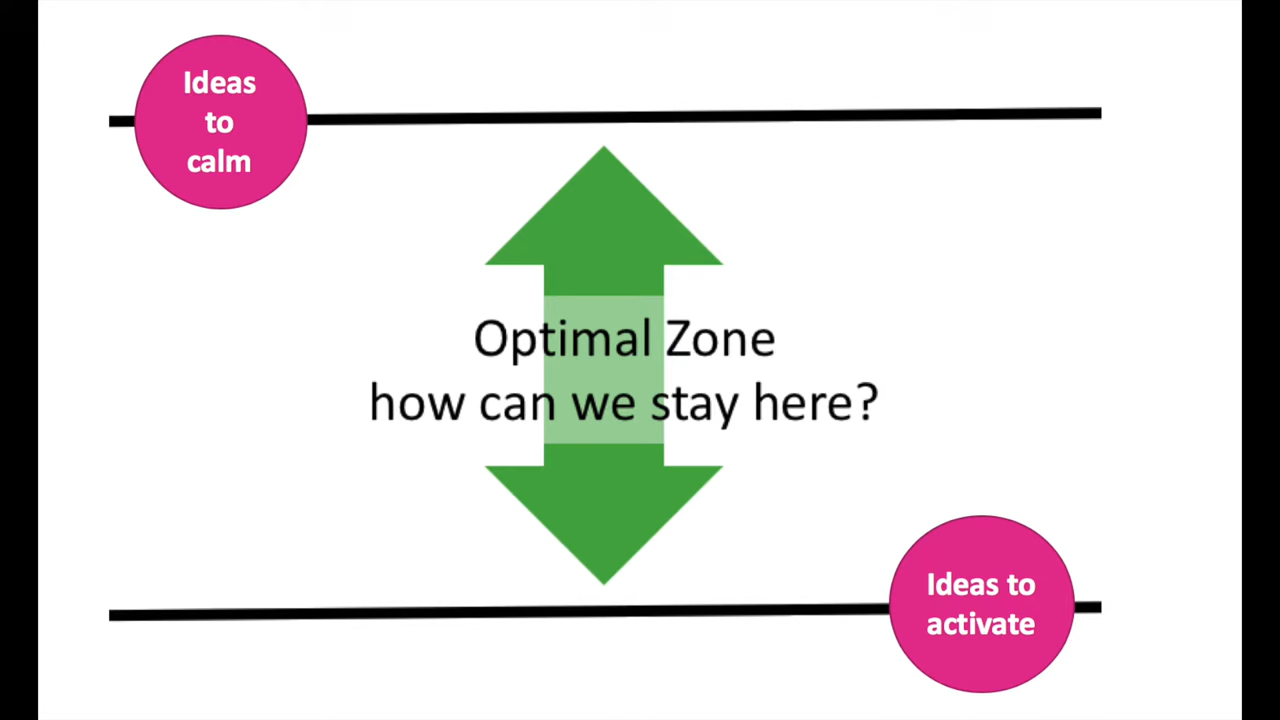 Ideas
to
calm
Optimal Zone
how can we stay here?
Ideas to
activate